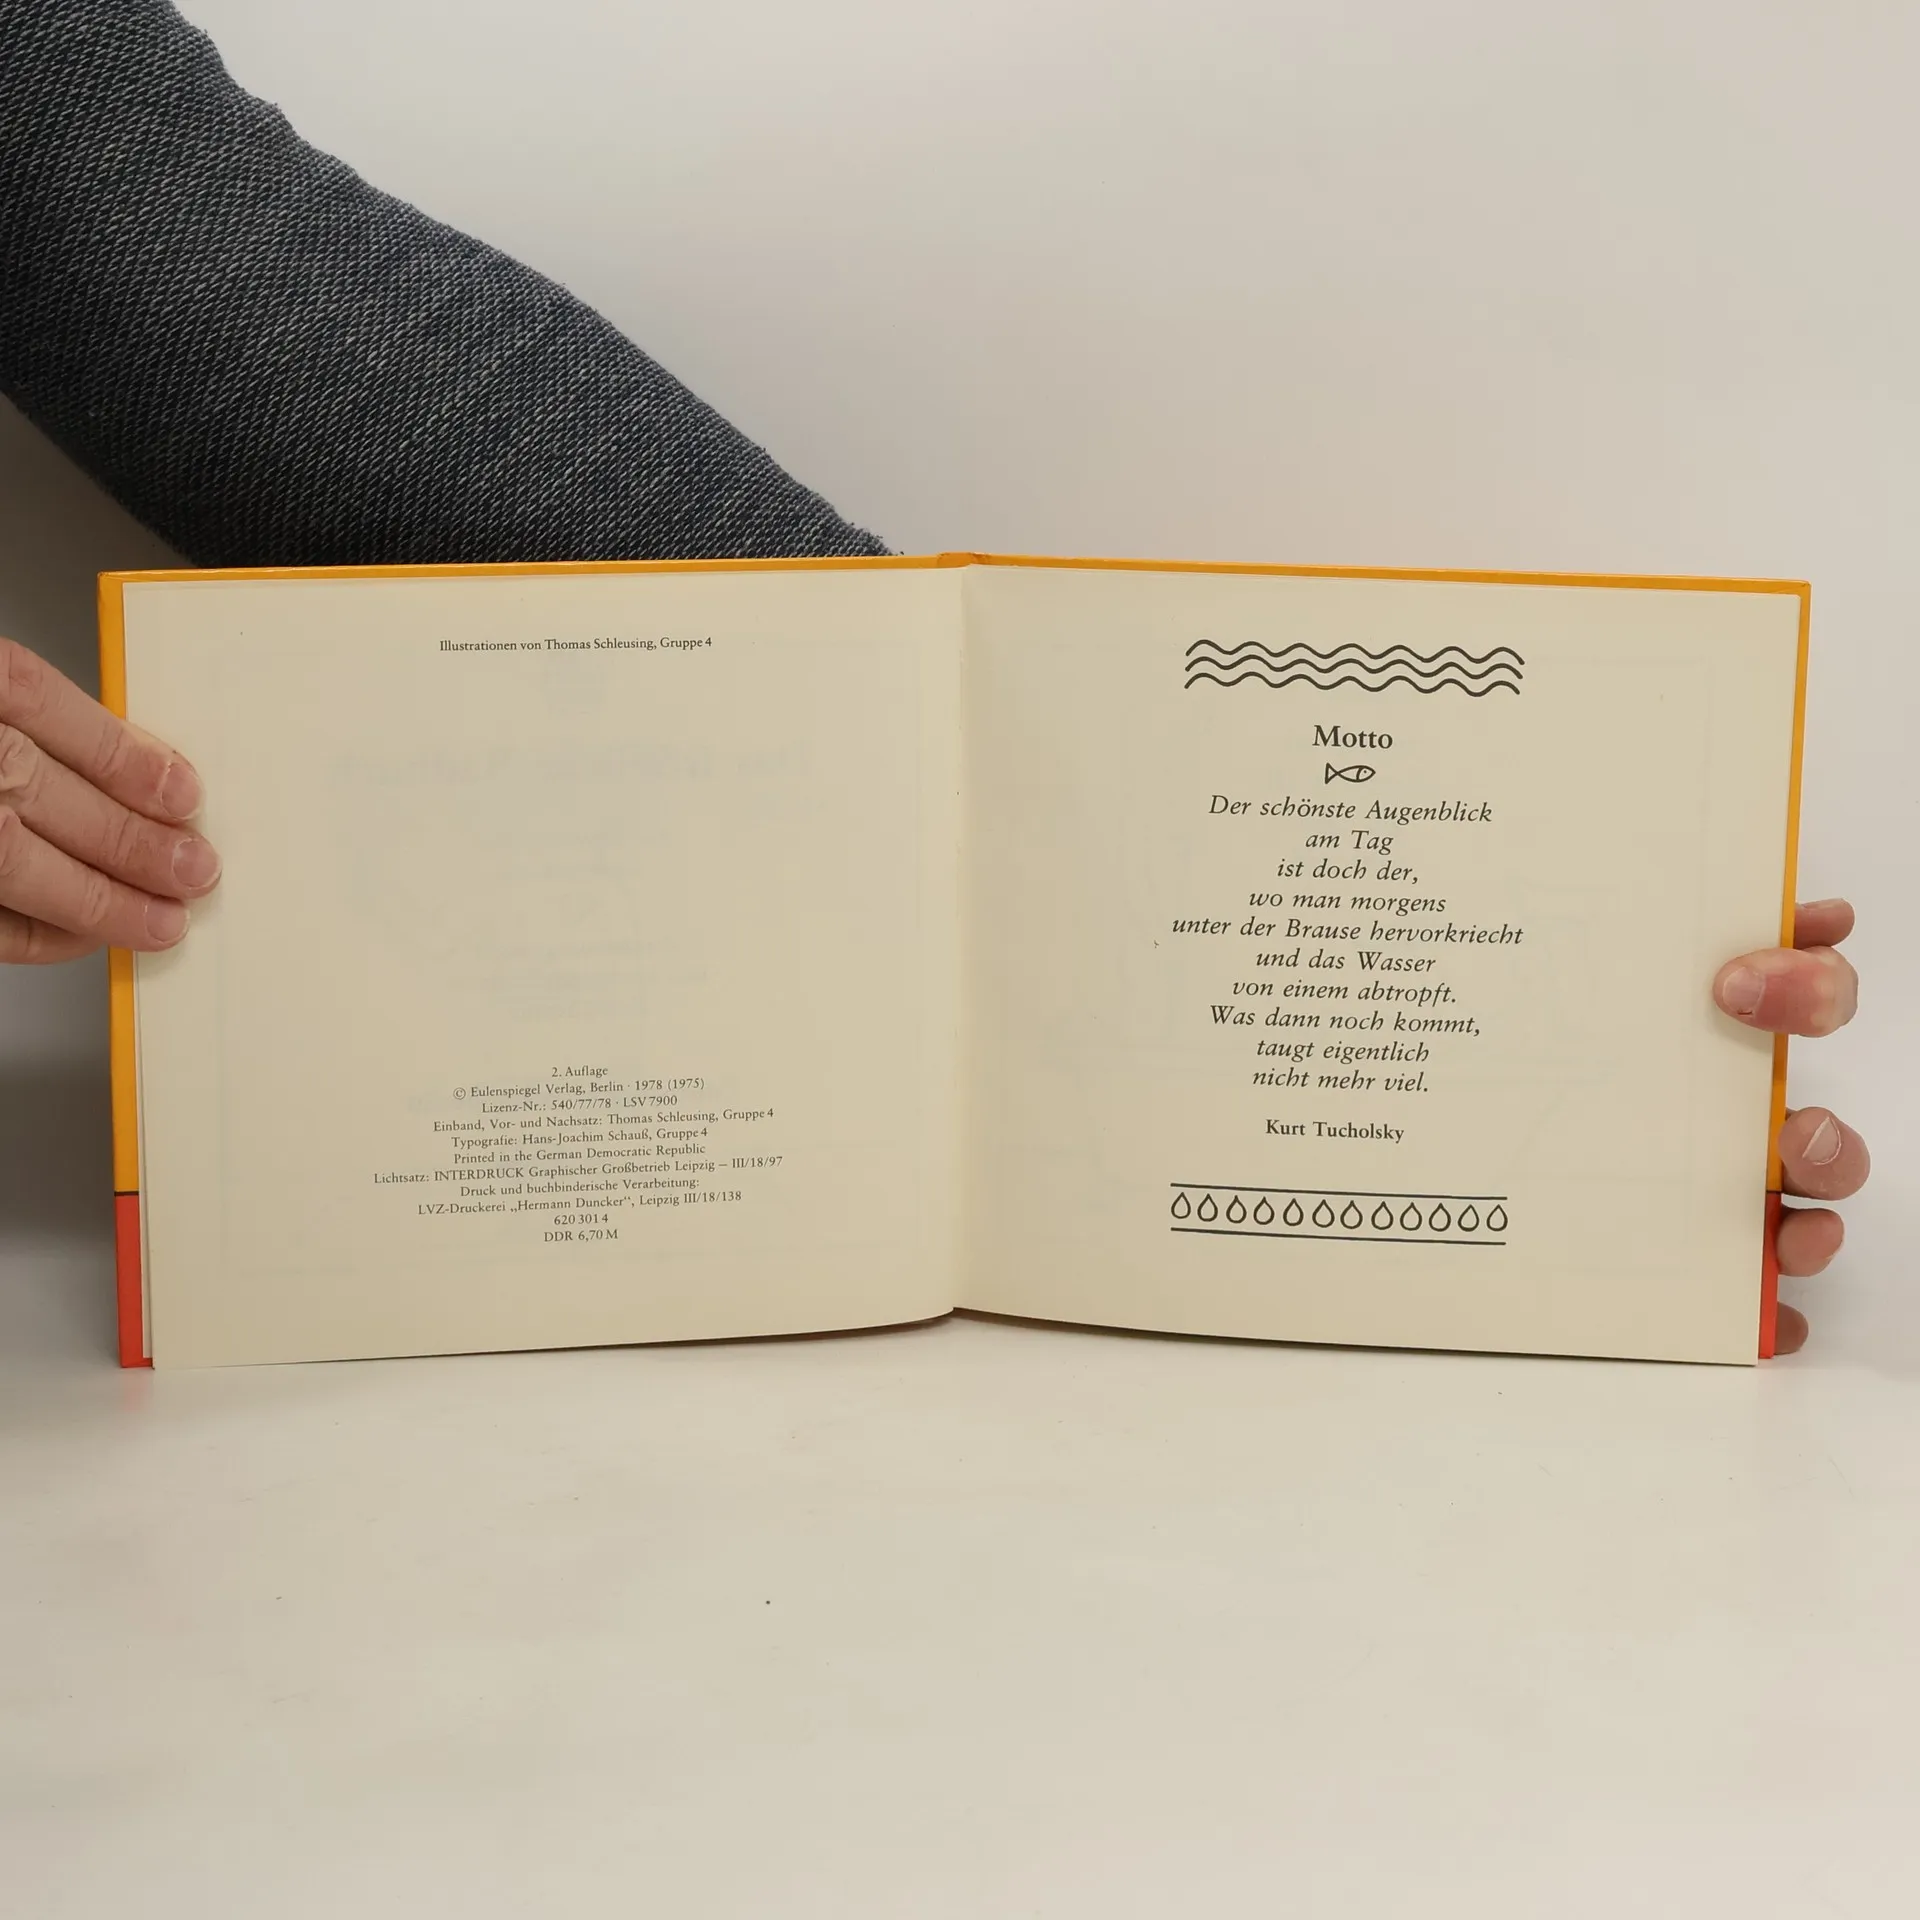 Illustrationen von Thomas Schleusing, Gruppe 4
2. Auflage
© Eulenspiegel Verlag, Berlin · 1978 (1975)
Lizenz-Nr.: 540/77/78 · LSV 7900
Einband, Vor- und Nachsatz: Thomas Schleusing, Gruppe 4
Typografie: Hans-Joachim Schauß, Gruppe 4
Printed in the German Democratic Republic
Lichtsatz: INTERDRUCK Graphischer Großbetrieb Leipzig – III/18/97
Druck und buchbinderische Verarbeitung:
LVZ-Druckerei „Hermann Duncker“, Leipzig III/18/138
620 301 4
DDR 6,70 M
Motto
Der schönste Augenblick
am Tag
ist doch der,
wo man morgens
unter der Brause hervorkriecht
und das Wasser
von einem abtropft.
Was dann noch kommt,
taugt eigentlich
nicht mehr viel.
Kurt Tucholsky